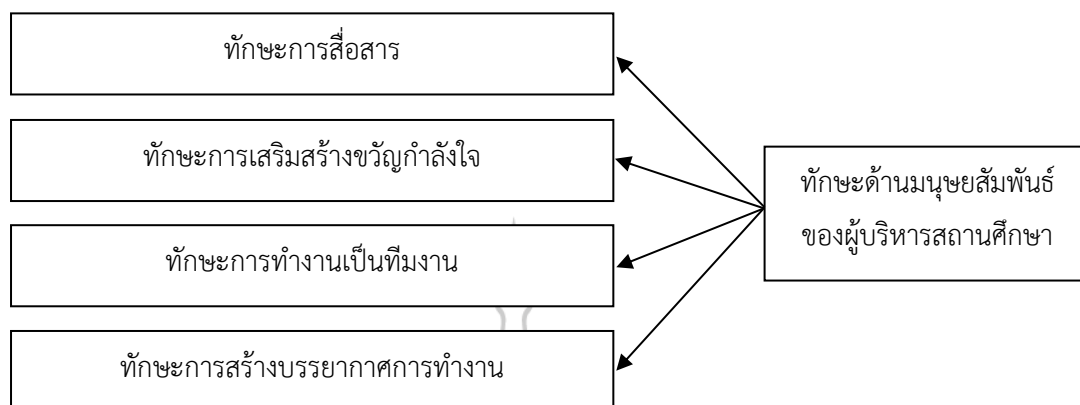 ทักษะการสื่อสาร
ทักษะการเสริมสร้างขวัญกำลังใจ
ทักษะการทำงานเป็นทีมงาน
ทักษะการสร้างบรรยากาศการทำงาน
ทักษะด้านมนุษยสัมพันธ์
ของผู้บริหารสถานศึกษา